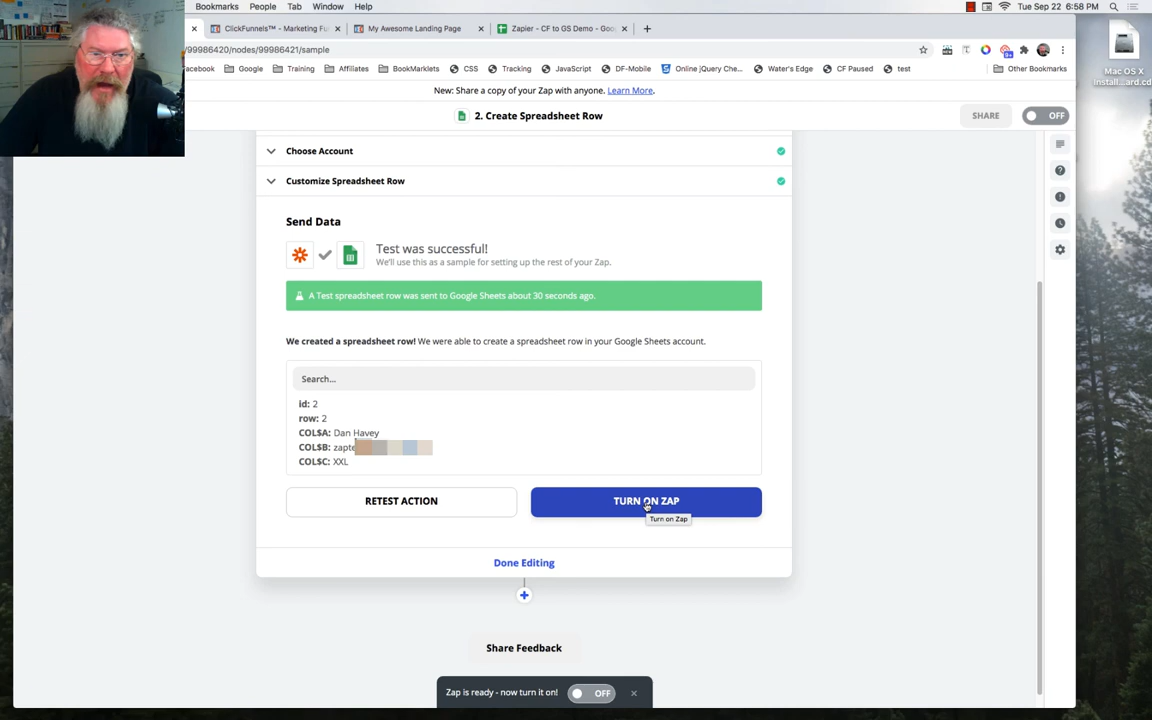 Bookmarks People Tab Window Help
Tue Sep 22 6:58 PM
ClickFunnels™ - Marketing Fu
My Awesome Landing Page
Zapier - CF to GS Demo - Goo
/99986420/nodes/99986421/sample
acebook Google Training Affiliates BookMarklets CSS Tracking JavaScript DF-Mobile Online jQuery Che... Water's Edge CF Paused test Other Bookmarks
Mac OS X
Install....ard.cd
New: Share a copy of your Zap with anyone. Learn More.
2. Create Spreadsheet Row
SHARE
OFF
Choose Account
Customize Spreadsheet Row
Send Data
Test was successful!
We'll use this as a sample for setting up the rest of your Zap.
A Test spreadsheet row was sent to Google Sheets about 30 seconds ago.
We created a spreadsheet row! We were able to create a spreadsheet row in your Google Sheets account.
Search...
id: 2
row: 2
COL$A: Dan Havey
COL$B: zapte
COL$C: XXL
RETEST ACTION
TURN ON ZAP
Turn on Zap
Done Editing
Share Feedback
Zap is ready - now turn it on!
OFF